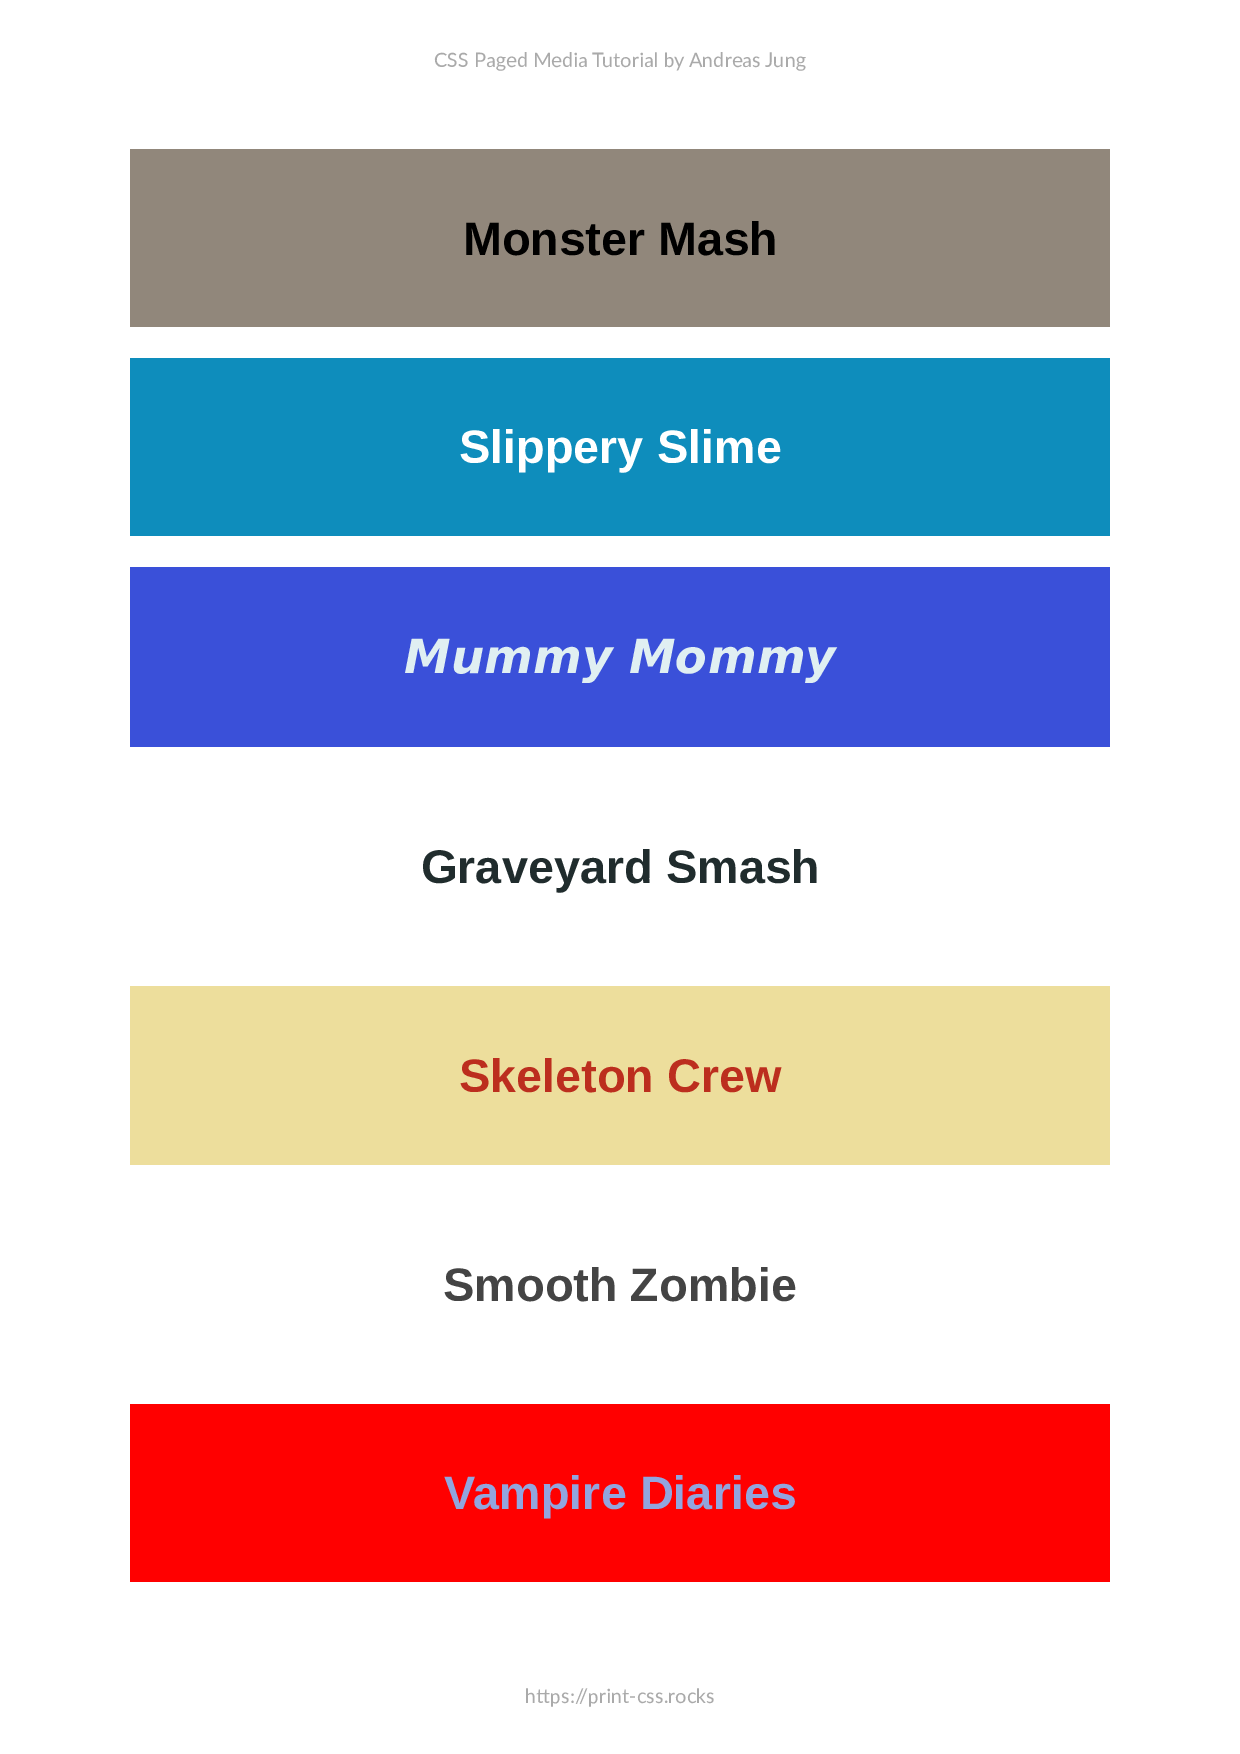 CSS Paged Media Tutorial by Andreas Jung
Monster Mash
Slippery Slime
Mummy Mommy
Graveyard Smash
Skeleton Crew
Smooth Zombie
Vampire Diaries
https://print-css.rocks